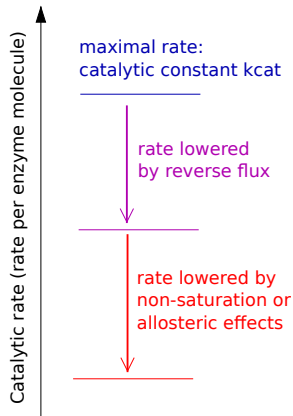 Catalytic rate (rate per enzyme molecule)
maximal rate:
catalytic constant kcat
rate lowered
by reverse flux
rate lowered by
non-saturation or
allosteric effects